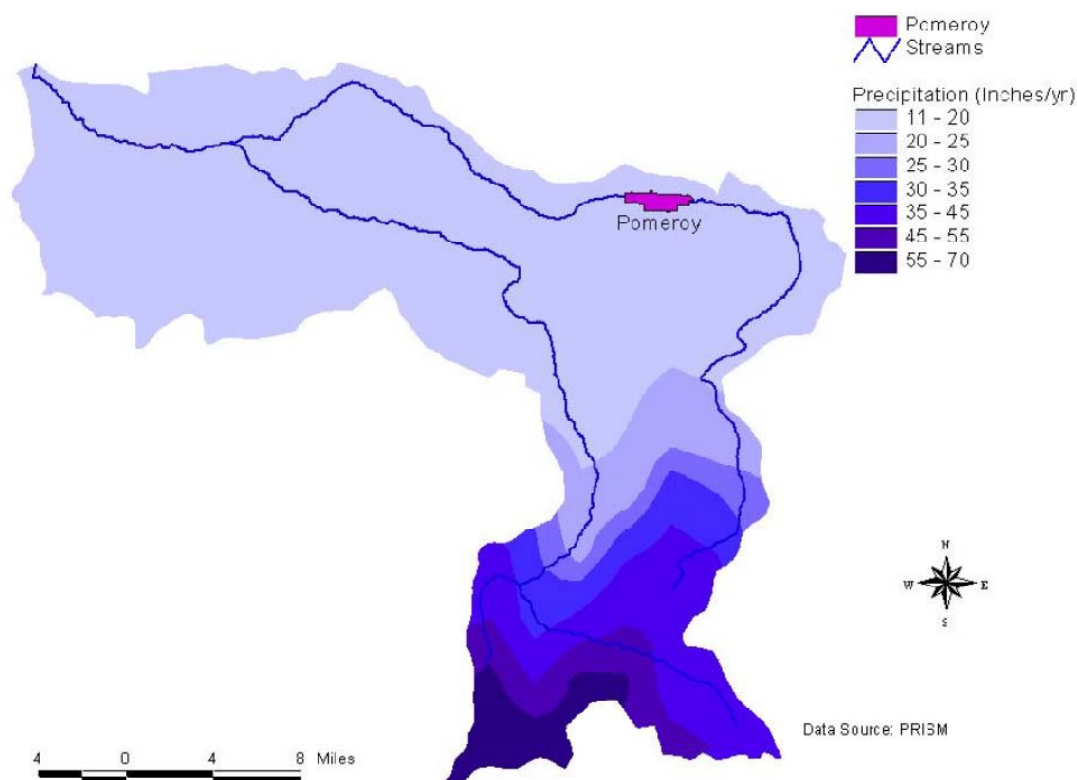 Pomeroy
Streams
Precipitation (Inches/yr)
11 - 20
20 - 25
25 - 30
30 - 35
35 - 45
45 - 55
55 - 70
Pomeroy
N
W E
S
Data Source: PRISM
4 0 4 8 Miles